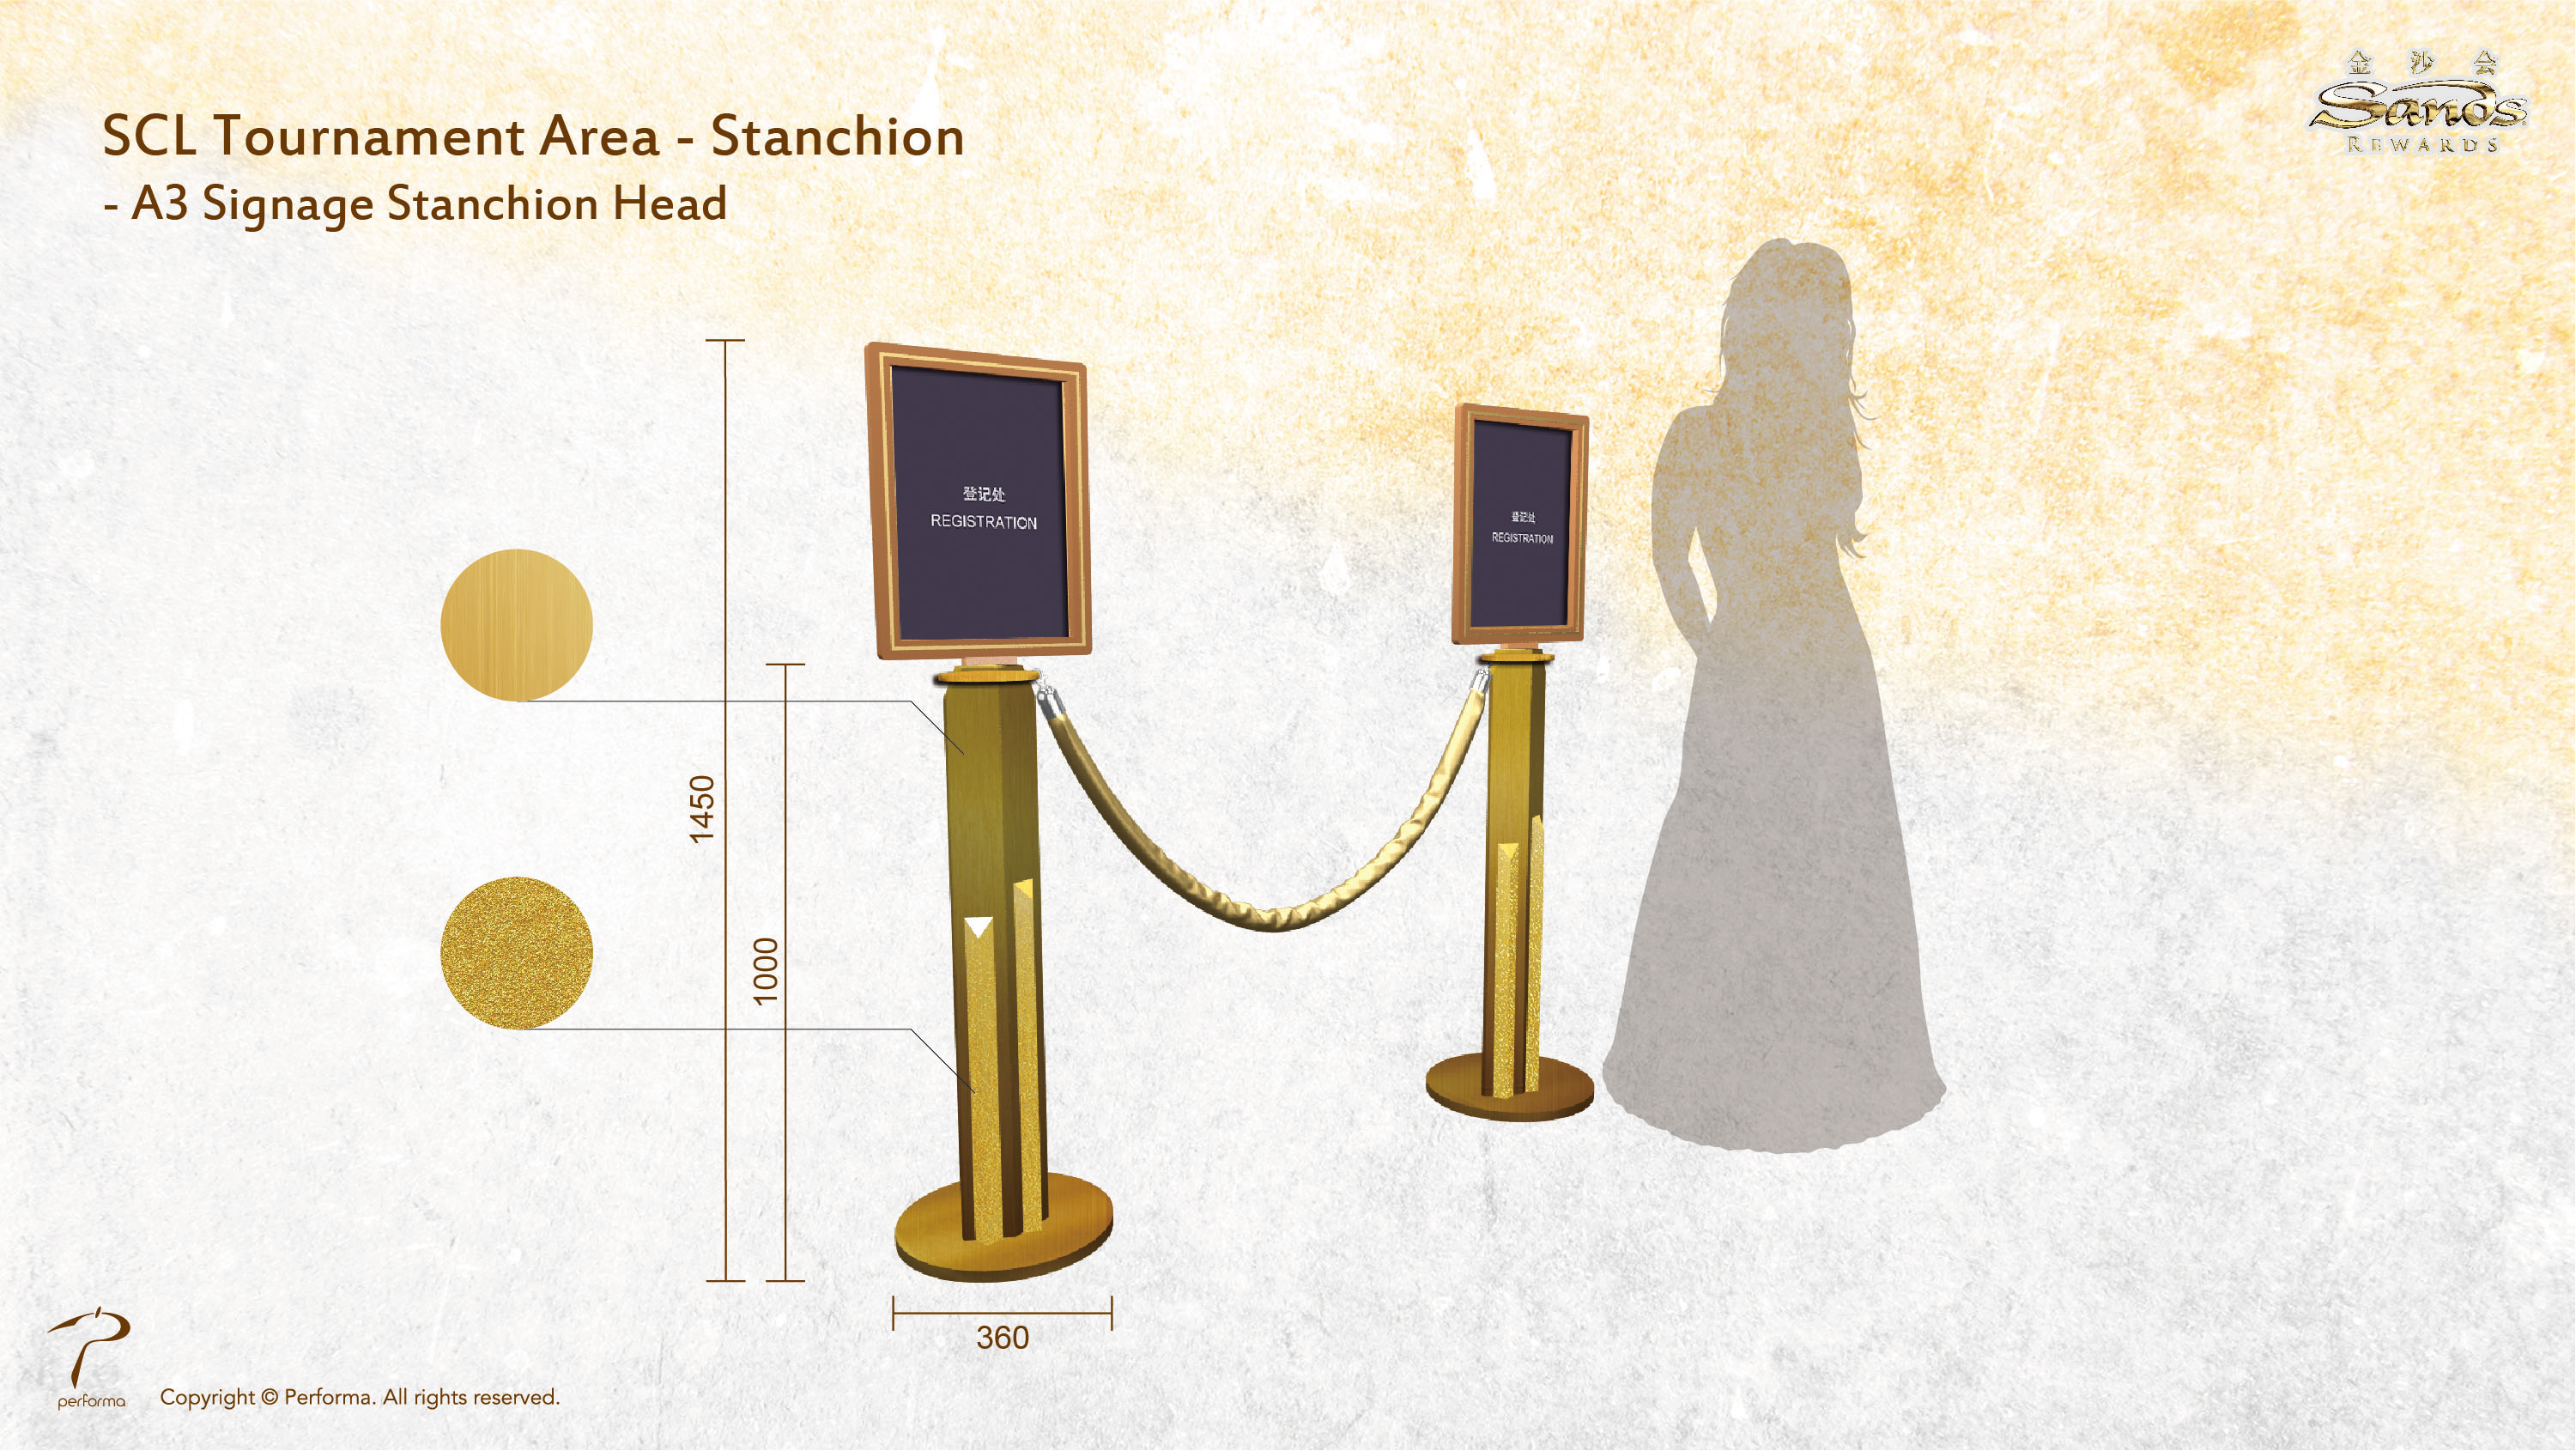 SCL Tournament Area - Stanchion
- A3 Signage Stanchion Head
金 沙 会
Sands
REWARDS
登记处
REGISTRATION
登记处
REGISTRATION
1450
1000
360
performa
Copyright © Performa. All rights reserved.